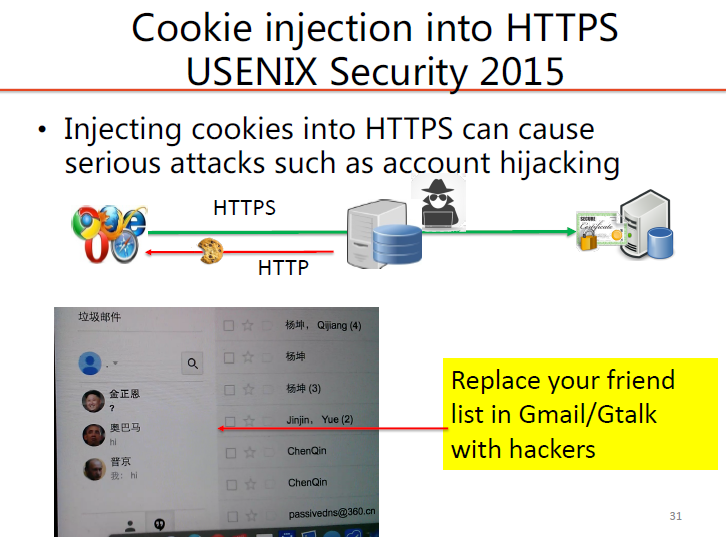 Cookie injection into HTTPS
USENIX Security 2015
• Injecting cookies into HTTPS can cause
serious attacks such as account hijacking
HTTPS
HTTP
SECURE
Certificate
垃圾邮件
金正恩
?
奥巴马
hi
普京
我: hi
杨坤, Qijiang (4)
杨坤
杨坤 (3)
Jinjin, Yue (2)
ChenQin
ChenQin
passivedns@360.cn
Replace your friend
list in Gmail/Gtalk
with hackers
31